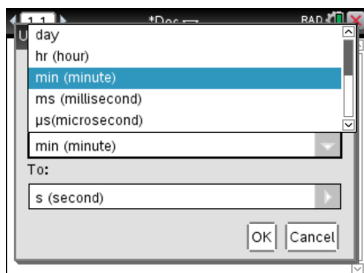 1.1
*Doc
RAD
U
day
hr (hour)
min (minute)
ms (millisecond)
µs(microsecond)
min (minute)
To:
s (second)
OK Cancel